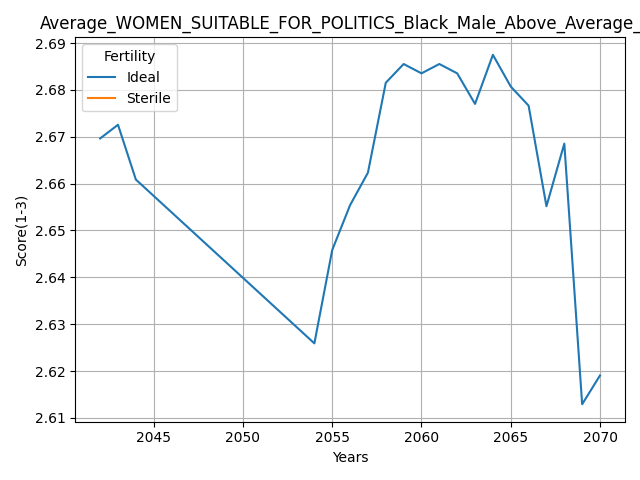 Average_WOMEN_SUITABLE_FOR_POLITICS_Black_Male_Above_Average_
Fertility
Ideal
Sterile
Score(1-3)
2.69
2.68
2.67
2.66
2.65
2.64
2.63
2.62
2.61
2045 2050 2055 2060 2065 2070
Years